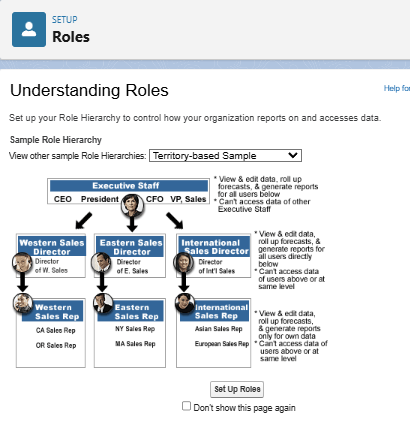 SETUP
Roles
Understanding Roles
Help for
Set up your Role Hierarchy to control how your organization reports on and accesses data.
Sample Role Hierarchy
View other sample Role Hierarchies: Territory-based Sample
Executive Staff
CEO President CFO VP, Sales
* View & edit data, roll up
forecasts, & generate reports
for all users below
* Can't access data of other
Executive Staff
Western Sales
Director
Director
of W. Sales
Eastern Sales
Director
Director
of E. Sales
International
Sales Director
Director
of Int'l Sales
* View & edit data,
roll up forecasts, &
generate reports for
all users directly
below
* Can't access data
of users above or at
same level
Western
Sales Rep
CA Sales Rep
OR Sales Rep
Eastern
Sales Rep
NY Sales Rep
MA Sales Rep
International
Sales Rep
Asian Sales Rep
European Sales Rep
* View & edit data,
roll up forecasts,
& generate reports
only for own data
* Can't access data of
users above or at
same level
Set Up Roles
Don't show this page again